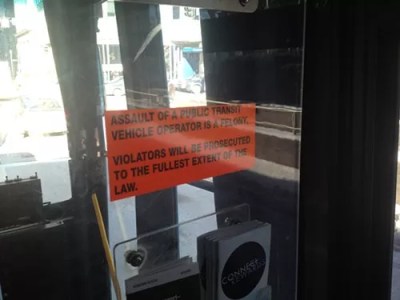 ASSAULT OF A PUBLIC TRANSIT
VEHICLE OPERATOR IS A FELONY.
VIOLATORS WILL BE PROSECUTED
TO THE FULLEST EXTENT OF THE
LAW.